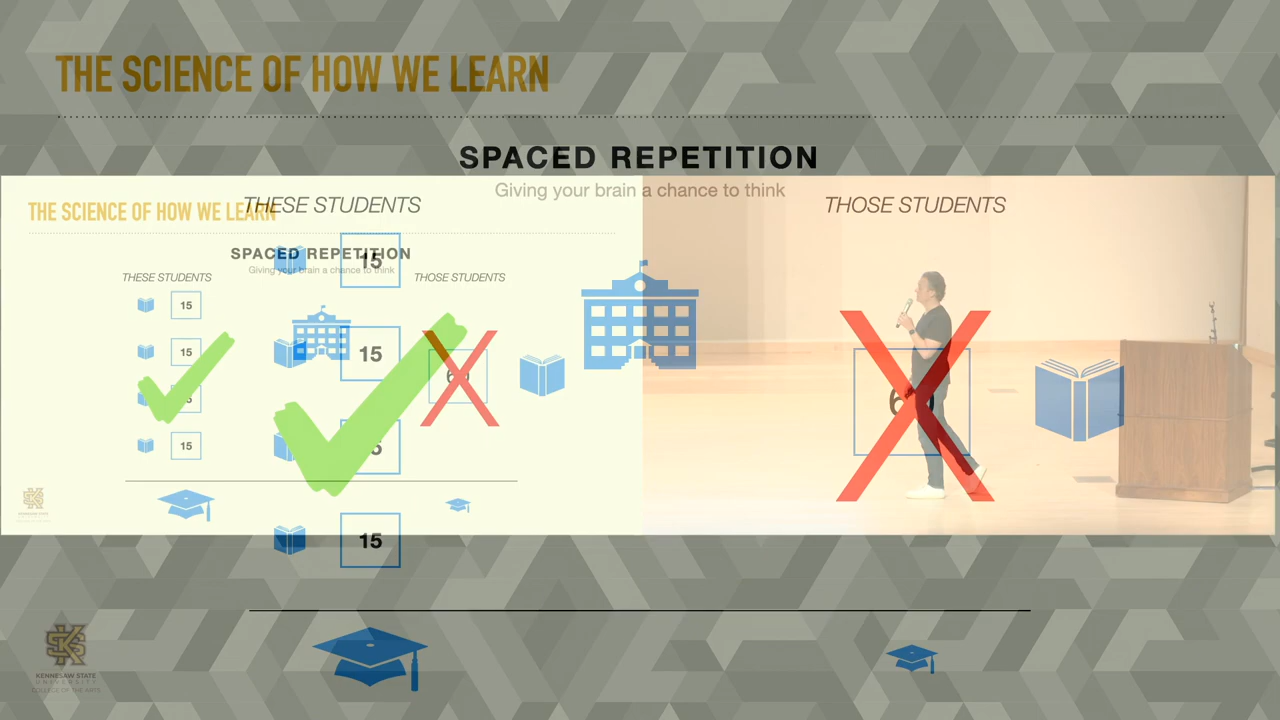 THE SCIENCE OF HOW WE LEARN
SPACED REPETITION
Giving your brain a chance to think
THESE STUDENTS
THOSE STUDENTS
15
15
15
THE SCIENCE OF HOW WE LEARN
SPACED REPETITION
Giving your brain a chance to think
THESE STUDENTS
THOSE STUDENTS
15
15
15
KENNESAW STATE
UNIVERSITY
COLLEGE OF THE ARTS